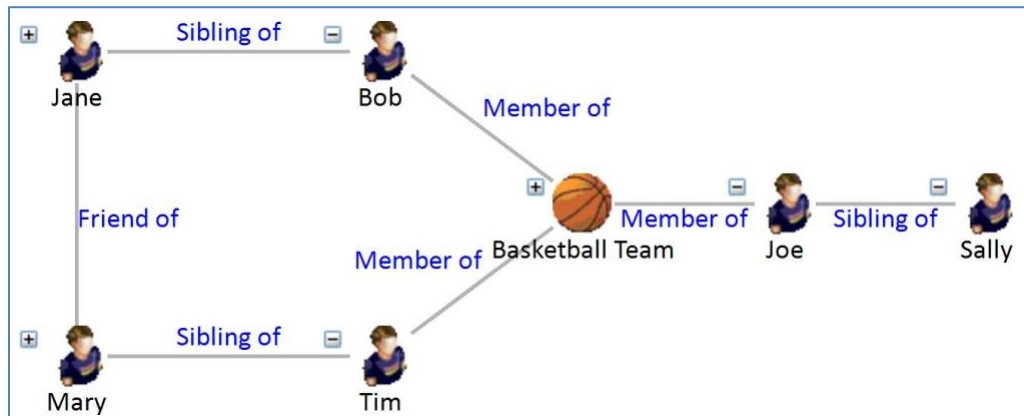 Sibling of
Jane
Bob
Member of
Friend of
Basketball Team
Member of
Joe
Sibling of
Sally
Member of
Sibling of
Mary
Tim